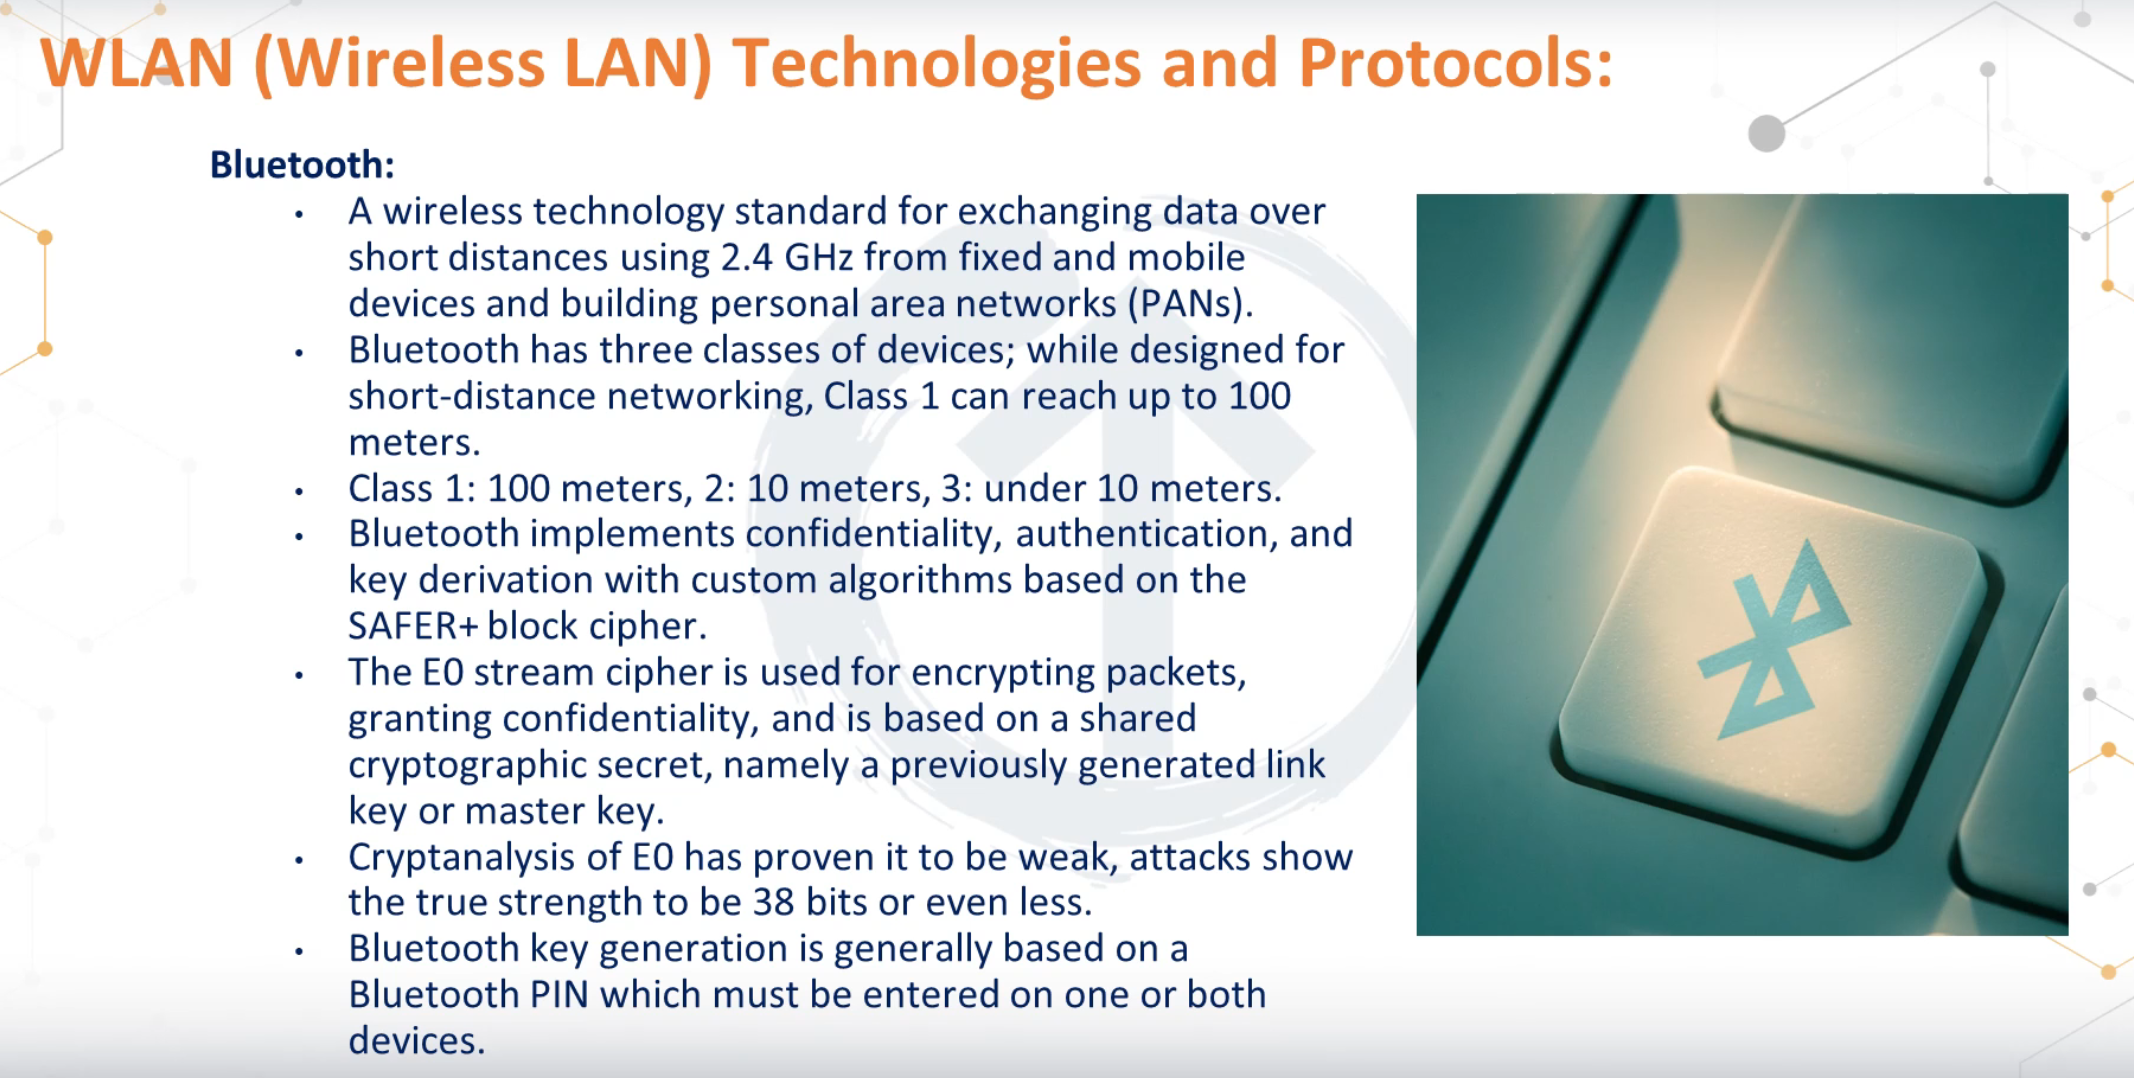 WLAN (Wireless LAN) Technologies and Protocols:
Bluetooth:
• A wireless technology standard for exchanging data over
short distances using 2.4 GHz from fixed and mobile
devices and building personal area networks (PANs).
• Bluetooth has three classes of devices; while designed for
short-distance networking, Class 1 can reach up to 100
meters.
• Class 1: 100 meters, 2: 10 meters, 3: under 10 meters.
• Bluetooth implements confidentiality, authentication, and
key derivation with custom algorithms based on the
SAFER+ block cipher.
• The E0 stream cipher is used for encrypting packets,
granting confidentiality, and is based on a shared
cryptographic secret, namely a previously generated link
key or master key.
• Cryptanalysis of E0 has proven it to be weak, attacks show
the true strength to be 38 bits or even less.
• Bluetooth key generation is generally based on a
Bluetooth PIN which must be entered on one or both
devices.